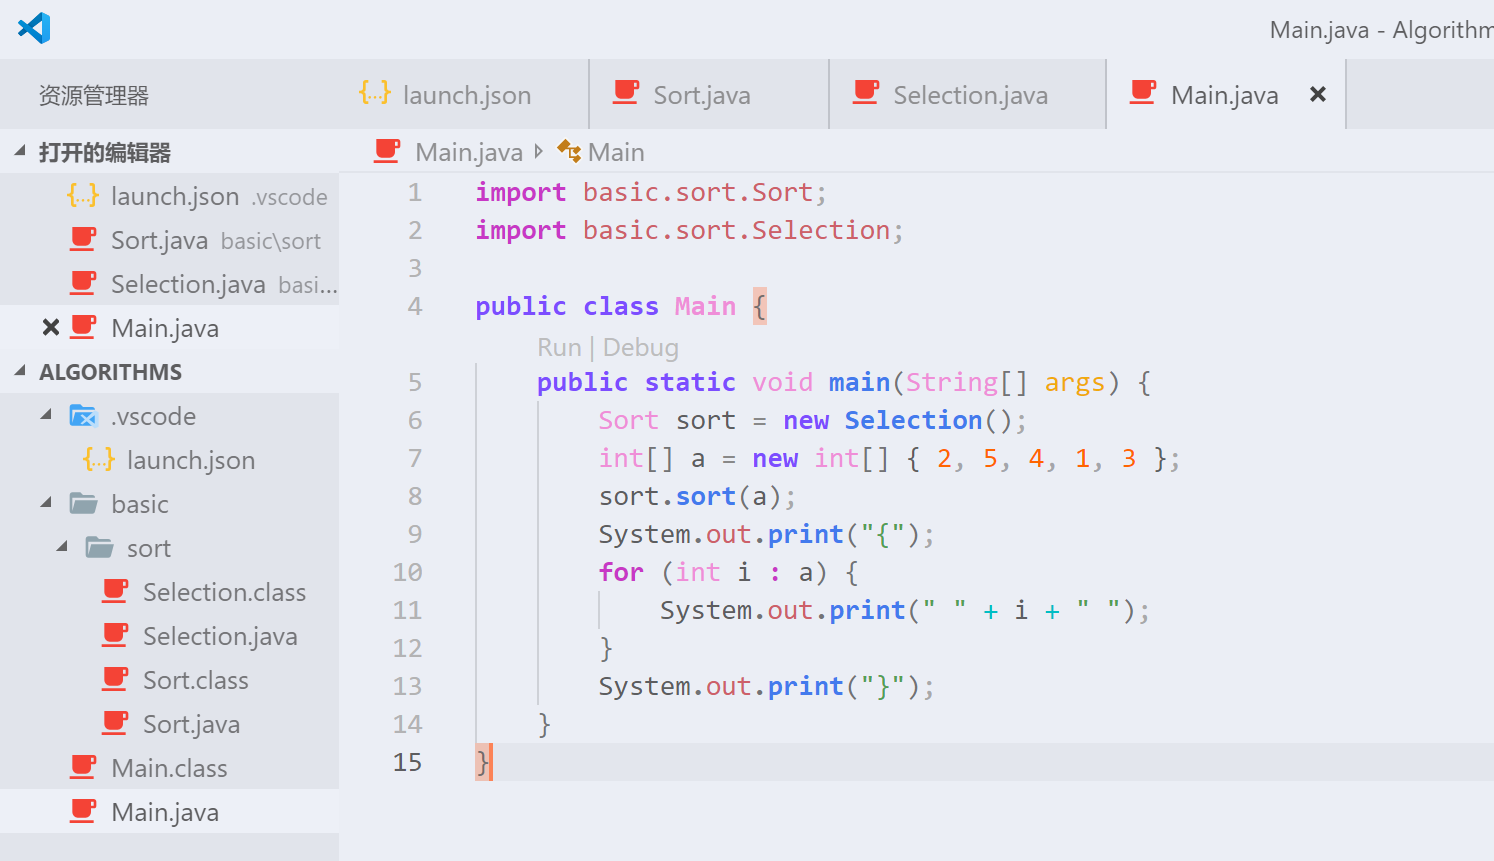 Main.java - Algorithm
资源管理器
launch.json
Sort.java
Selection.java
Main.java
打开的编辑器
launch.json .vscode
Sort.java basic\sort
Selection.java basi...
Main.java
ALGORITHMS
.vscode
launch.json
basic
sort
Selection.class
Selection.java
Sort.class
Sort.java
Main.class
Main.java
Main.java Main
1 import basic.sort.Sort;
2 import basic.sort.Selection;
3
4 public class Main {
Run | Debug
5 public static void main(String[] args) {
6 Sort sort = new Selection();
7 int[] a = new int[] { 2, 5, 4, 1, 3 };
8 sort.sort(a);
9 System.out.print("{");
10 for (int i : a) {
11 System.out.print(" " + i + " ");
12 }
13 System.out.print("}");
14 }
15 }